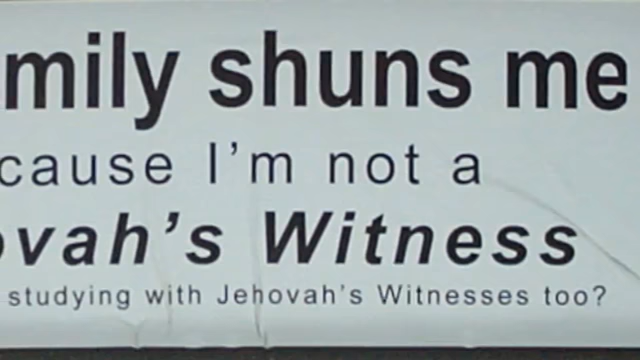 mily shuns me
cause I'm not a
ovah's Witness
studying with Jehovah's Witnesses too?